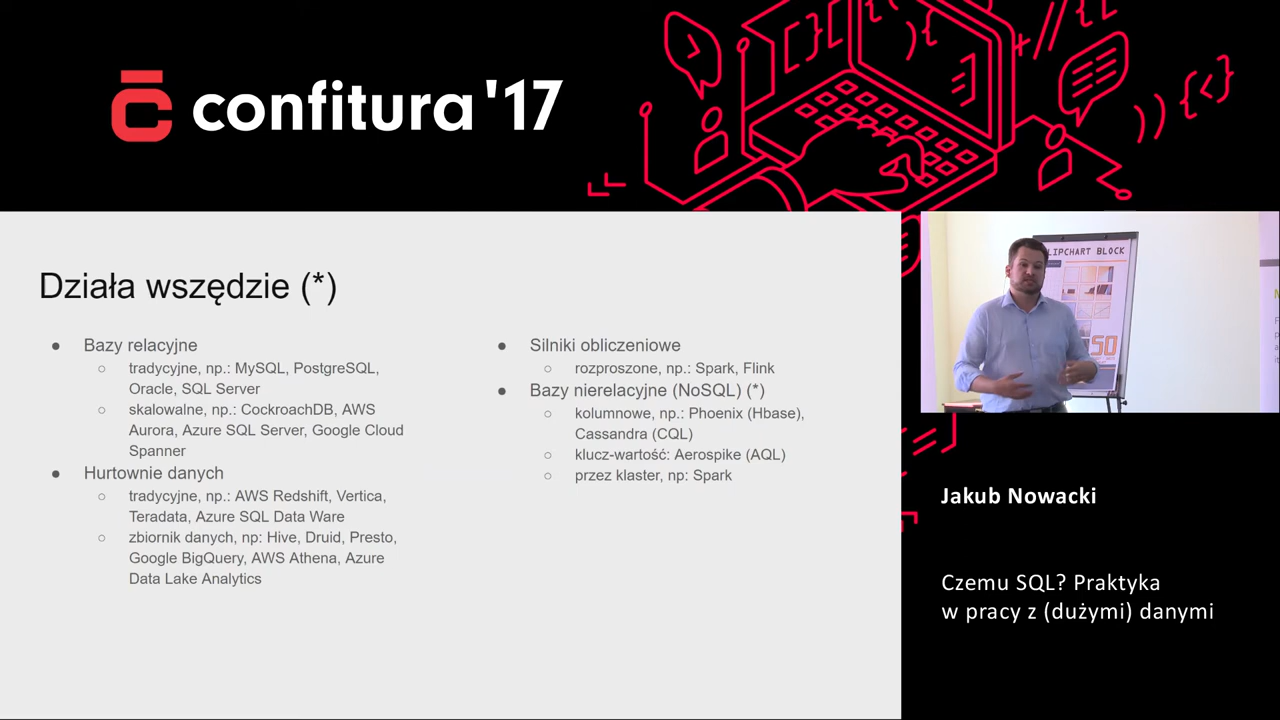 confitura '17
Działa wszędzie (*)
● Bazy relacyjne
○ tradycyjne, np.: MySQL, PostgreSQL,
Oracle, SQL Server
○ skalowalne, np.: CockroachDB, AWS
Aurora, Azure SQL Server, Google Cloud
Spanner
● Hurtownie danych
○ tradycyjne, np.: AWS Redshift, Vertica,
Teradata, Azure SQL Data Ware
○ zbiornik danych, np: Hive, Druid, Presto,
Google BigQuery, AWS Athena, Azure
Data Lake Analytics
● Silniki obliczeniowe
○ rozproszone, np.: Spark, Flink
● Bazy nierelacyjne (NoSQL) (*)
○ kolumnowe, np.: Phoenix (Hbase),
Cassandra (CQL)
○ klucz-wartość: Aerospike (AQL)
○ przez klaster, np: Spark
LIPCHART BLOCK
50
Jakub Nowacki
Czemu SQL? Praktyka
w pracy z (dużymi) danymi